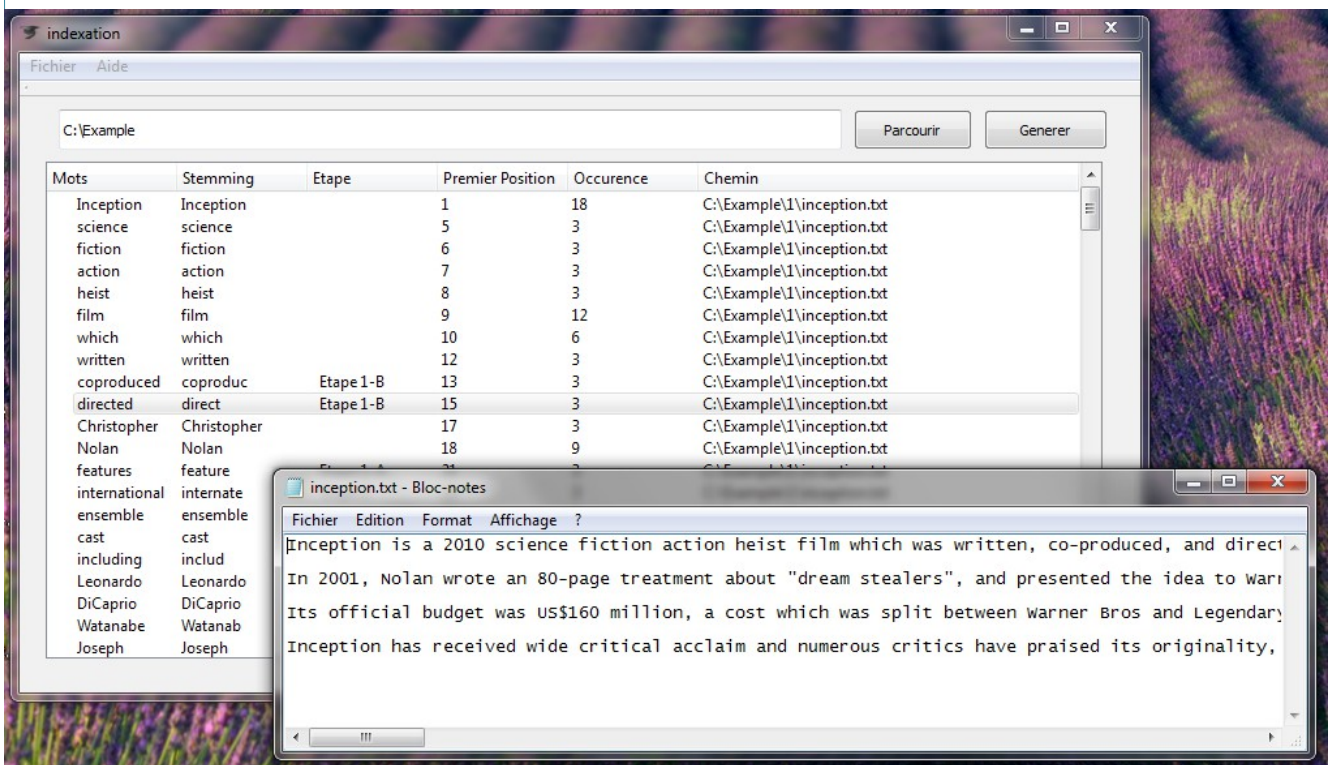 indexation
Fichier Aide
C:\Example Parcourir Generer
Mots Stemming Etape Premier Position Occurence Chemin
Inception Inception 1 18 C:\Example\1\inception.txt
science science 5 3 C:\Example\1\inception.txt
fiction fiction 6 3 C:\Example\1\inception.txt
action action 7 3 C:\Example\1\inception.txt
heist heist 8 3 C:\Example\1\inception.txt
film film 9 12 C:\Example\1\inception.txt
which which 10 6 C:\Example\1\inception.txt
written written 12 3 C:\Example\1\inception.txt
coproduced coproduc Etape 1-B 13 3 C:\Example\1\inception.txt
directed direct Etape 1-B 15 3 C:\Example\1\inception.txt
Christopher Christopher 17 3 C:\Example\1\inception.txt
Nolan Nolan 18 9 C:\Example\1\inception.txt
features feature
international internate
ensemble ensemble
cast cast
including includ
Leonardo Leonardo
DiCaprio DiCaprio
Watanabe Watanab
Joseph Joseph
inception.txt - Bloc-notes
Fichier Edition Format Affichage ?
Inception is a 2010 science fiction action heist film which was written, co-produced, and direct
In 2001, Nolan wrote an 80-page treatment about "dream stealers", and presented the idea to Warr
Its official budget was US$160 million, a cost which was split between Warner Bros and Legendary
Inception has received wide critical acclaim and numerous critics have praised its originality,